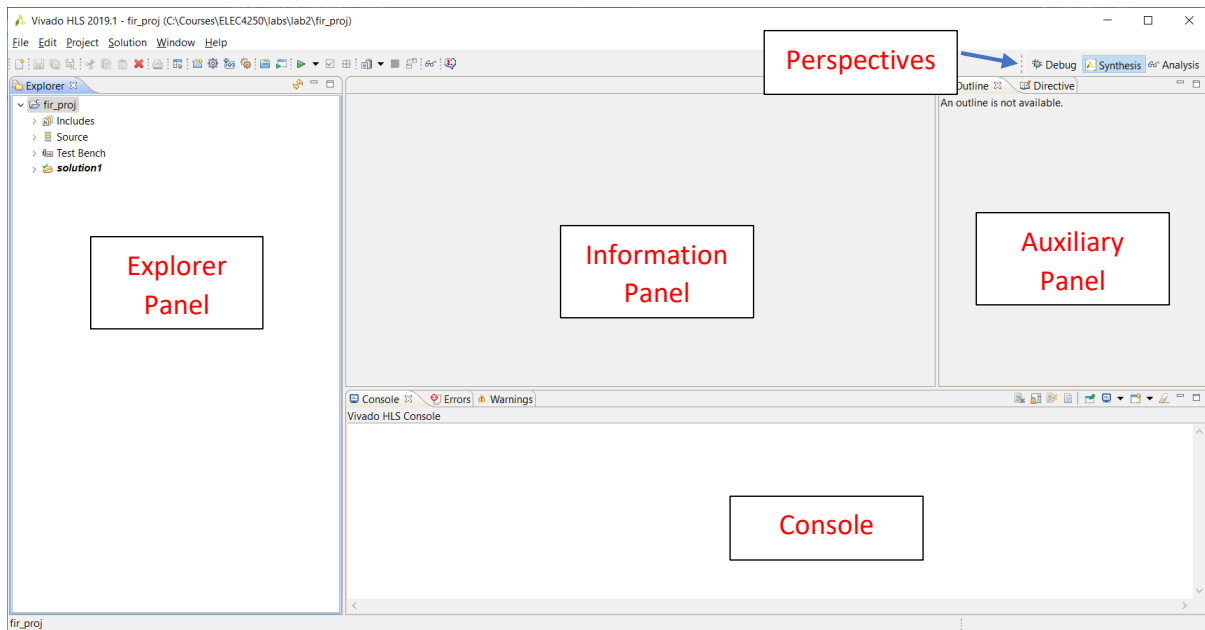 Vivado HLS 2019.1 - fir_proj (C:\Courses\ELEC4250\labs\lab2\fir_proj)
File Edit Project Solution Window Help
Perspectives
Debug Synthesis Analysis
Explorer
Outline Directive
fir_proj
An outline is not available.
Includes
Source
Test Bench
solution1
Explorer
Panel
Information
Panel
Auxiliary
Panel
Console Errors Warnings
Vivado HLS Console
Console
fir_proj